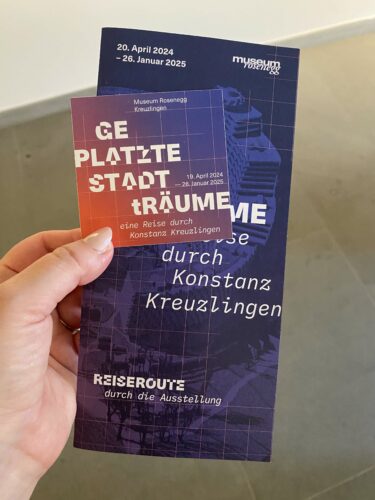 20. April 2024
– 26. Januar 2025
museum
rosenegg
Museum Rosenegg
Kreuzlingen
GE
PLATZTE
STADT
tRÄUME
19. April 2024
— 26. Januar 2025
eine Reise durch
Konstanz Kreuzlingen
ME
durch
Konstanz
Kreuzlingen
REISEROUTE
durch die Ausstellung